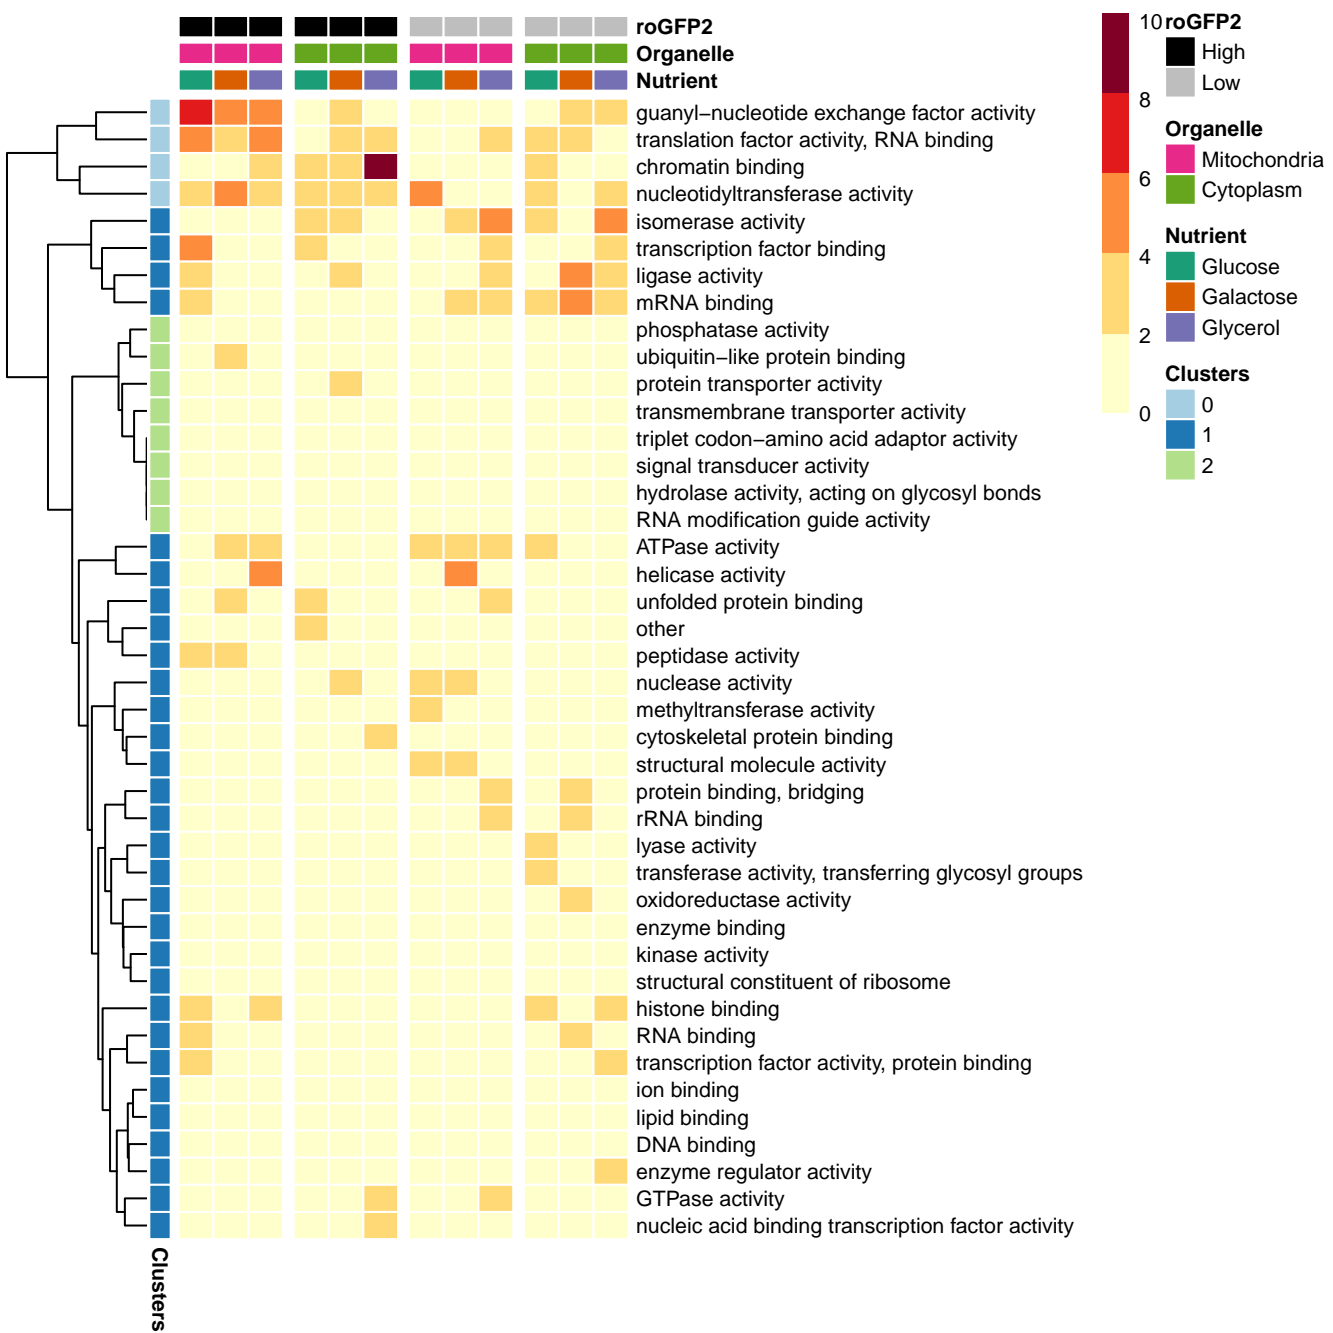 roGFP2
Organelle
Nutrient
guanyl−nucleotide exchange factor activity
translation factor activity, RNA binding
chromatin binding
nucleotidyltransferase activity
isomerase activity
transcription factor binding
ligase activity
mRNA binding
phosphatase activity
ubiquitin−like protein binding
protein transporter activity
transmembrane transporter activity
triplet codon−amino acid adaptor activity
signal transducer activity
hydrolase activity, acting on glycosyl bonds
RNA modification guide activity
ATPase activity
helicase activity
unfolded protein binding
other
peptidase activity
nuclease activity
methyltransferase activity
cytoskeletal protein binding
structural molecule activity
protein binding, bridging
rRNA binding
lyase activity
transferase activity, transferring glycosyl groups
oxidoreductase activity
enzyme binding
kinase activity
structural constituent of ribosome
histone binding
RNA binding
transcription factor activity, protein binding
ion binding
lipid binding
DNA binding
enzyme regulator activity
GTPase activity
nucleic acid binding transcription factor activity
Clusters
10
8
6
4
2
0
roGFP2
High
Low
Organelle
Mitochondria
Cytoplasm
Nutrient
Glucose
Galactose
Glycerol
Clusters
0
1
2